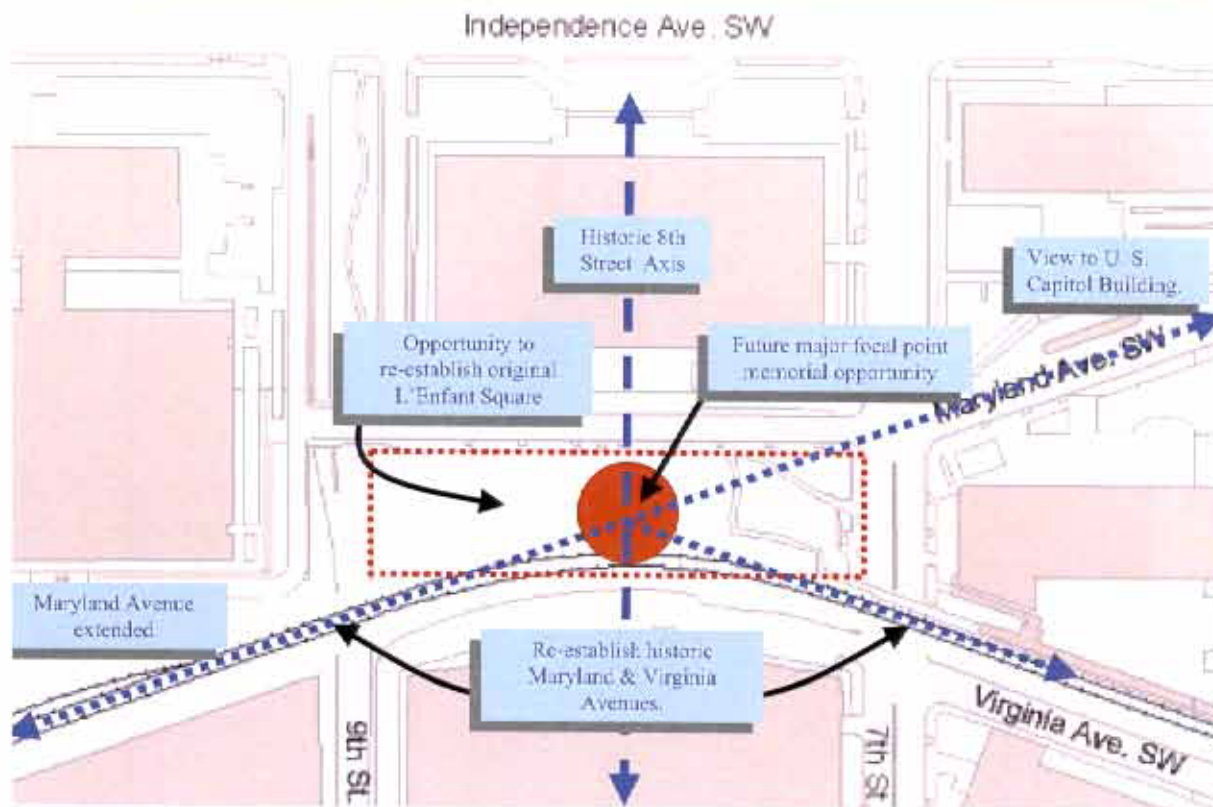 Independence Ave. SW
Historic 8th
Street Axis
View to U. S.
Capitol Building.
Opportunity to
re-establish original
L'Enfant Square
Future major focal point
memorial opportunity
Maryland Ave. SW
Maryland Avenue
extended
Re-establish historic
Maryland & Virginia
Avenues.
9th St.
7th St
Virginia Ave. SW